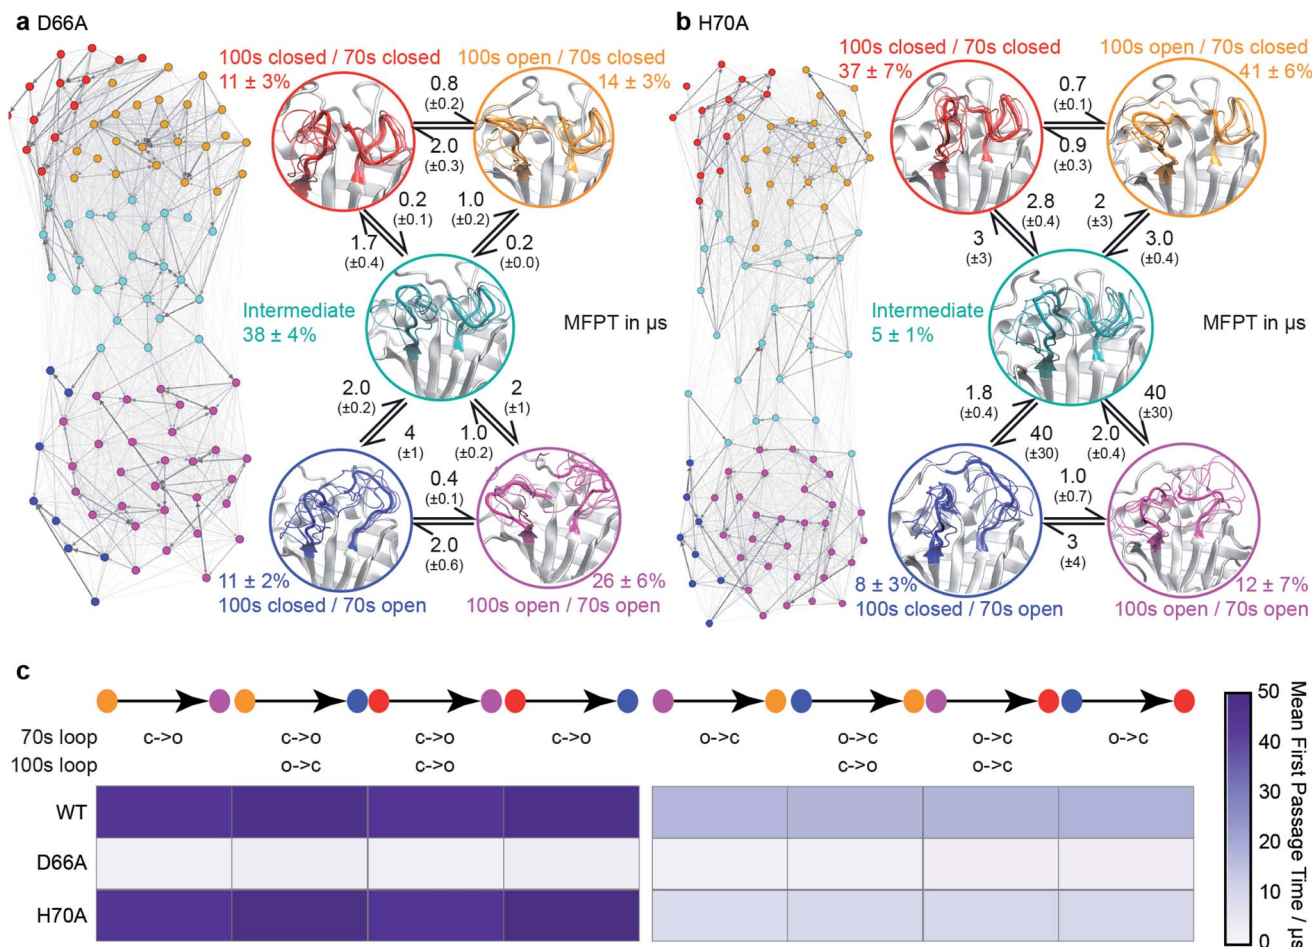 a D66A
100s closed / 70s closed
11 ± 3%
100s open / 70s closed
14 ± 3%
0.8
(±0.2)
2.0
(±0.3)
0.2
(±0.1)
1.0
(±0.2)
1.7
(±0.4)
0.2
(±0.0)
Intermediate
38 ± 4%
MFPT in µs
2.0
(±0.2)
2
(±1)
4
(±1)
1.0
(±0.2)
0.4
(±0.1)
2.0
(±0.6)
11 ± 2%
100s closed / 70s open
26 ± 6%
100s open / 70s open
b H70A
100s closed / 70s closed
37 ± 7%
100s open / 70s closed
41 ± 6%
0.7
(±0.1)
0.9
(±0.3)
2.8
(±0.4)
2
(±3)
3
(±3)
3.0
(±0.4)
Intermediate
5 ± 1%
MFPT in µs
1.8
(±0.4)
40
(±30)
40
(±30)
2.0
(±0.4)
1.0
(±0.7)
3
(±4)
8 ± 3%
100s closed / 70s open
12 ± 7%
100s open / 70s open
c
70s loop c->o c->o c->o c->o o->c o->c o->c o->c
100s loop o->c c->o c->o o->c
WT
D66A
H70A
50
40
30
20
10
0
Mean First Passage Time / µs